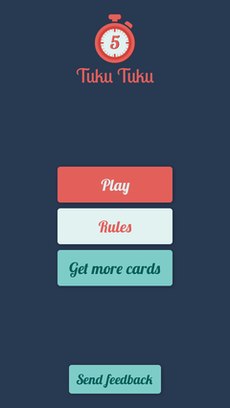 5
Tuku Tuku
Play
Rules
Get more cards
Send feedback